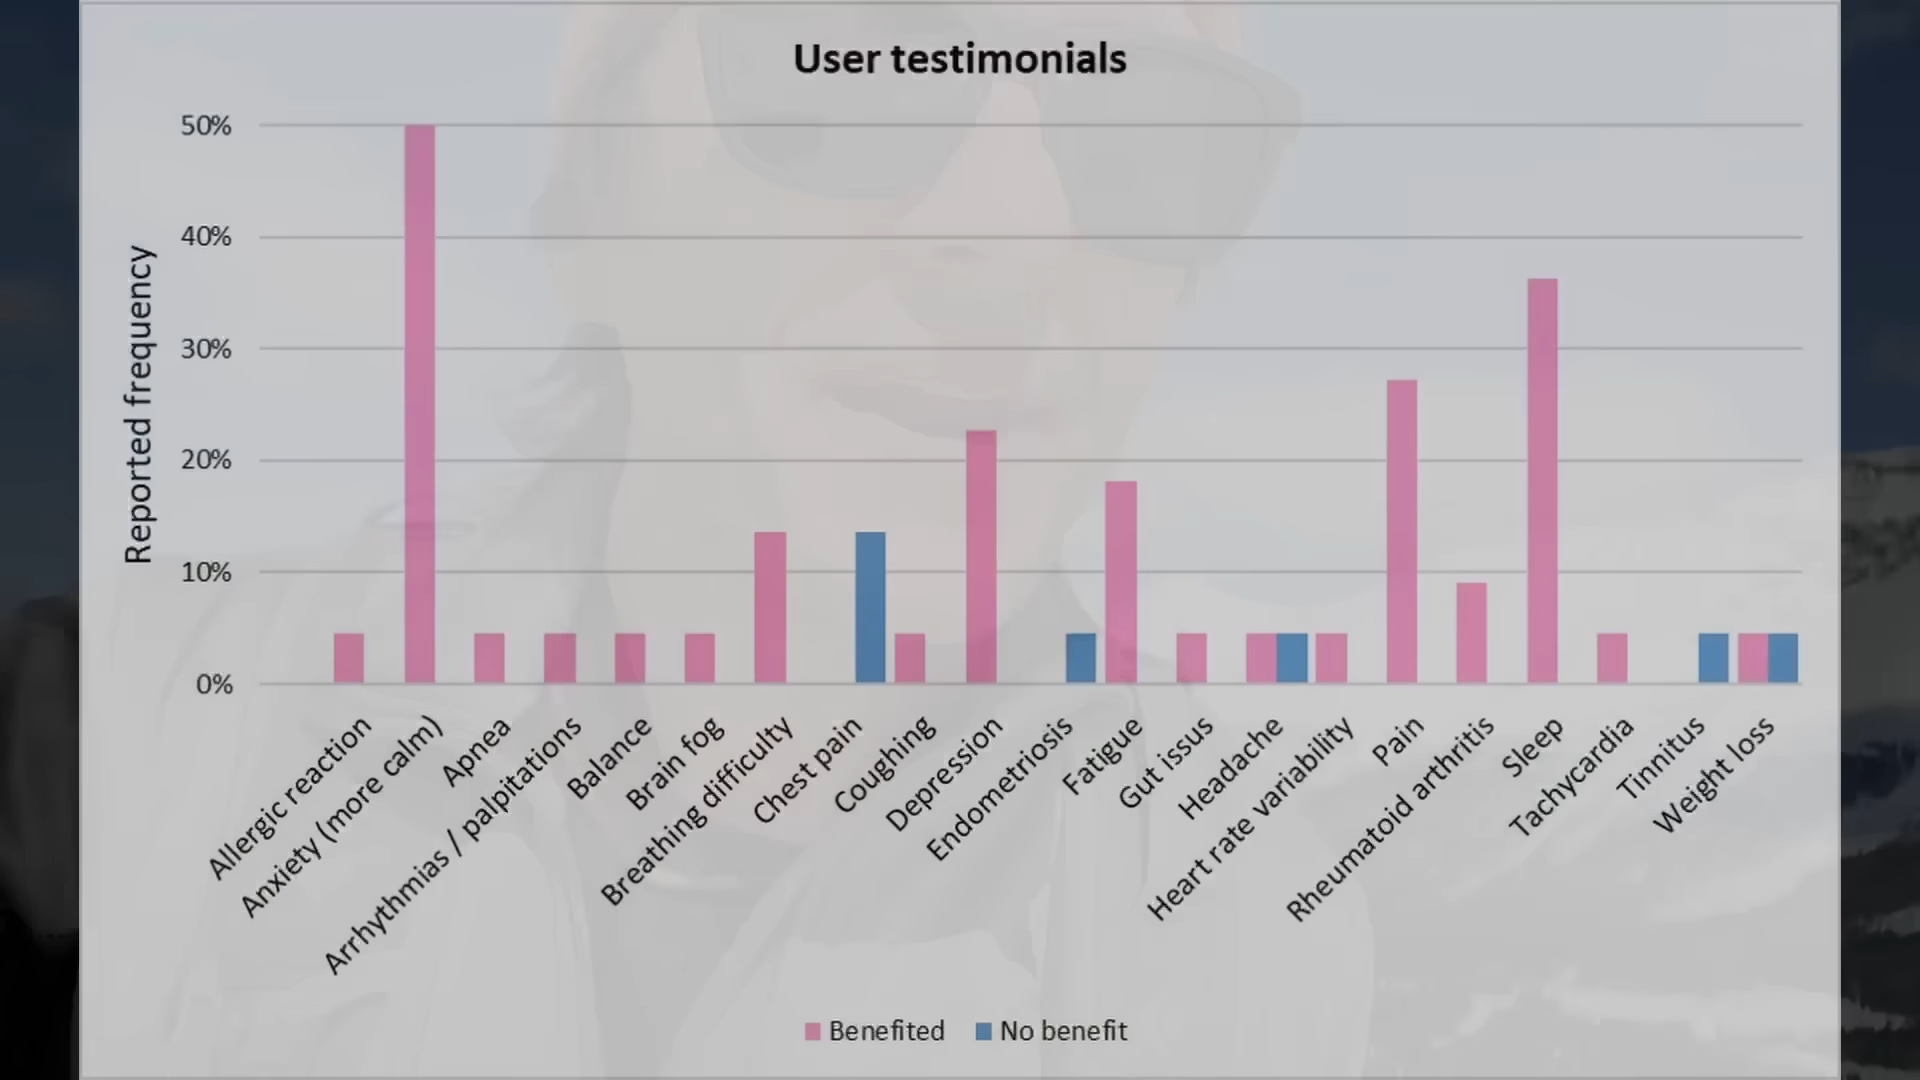 User testimonials
Reported frequency
50%
40%
30%
20%
10%
0%
Allergic reaction
Anxiety (more calm)
Apnea
Arrhythmias / palpitations
Balance
Brain fog
Breathing difficulty
Chest pain
Coughing
Depression
Endometriosis
Fatigue
Gut issus
Headache
Heart rate variability
Pain
Rheumatoid arthritis
Sleep
Tachycardia
Tinnitus
Weight loss
Benefited
No benefit